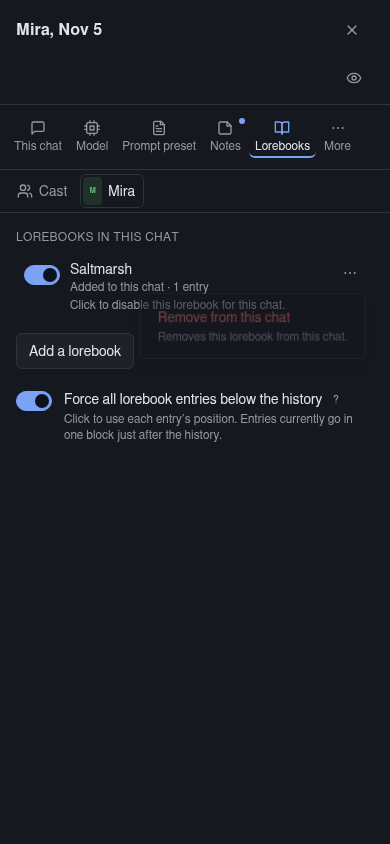 Mira, Nov 5
This chat
Model
Prompt preset
Notes
Lorebooks
More
Cast
M
Mira
LOREBOOKS IN THIS CHAT
Saltmarsh
Added to this chat · 1 entry
Click to disable this lorebook for this chat.
Remove from this chat
Removes this lorebook from this chat.
Add a lorebook
Force all lorebook entries below the history ?
Click to use each entry’s position. Entries currently go in
one block just after the history.